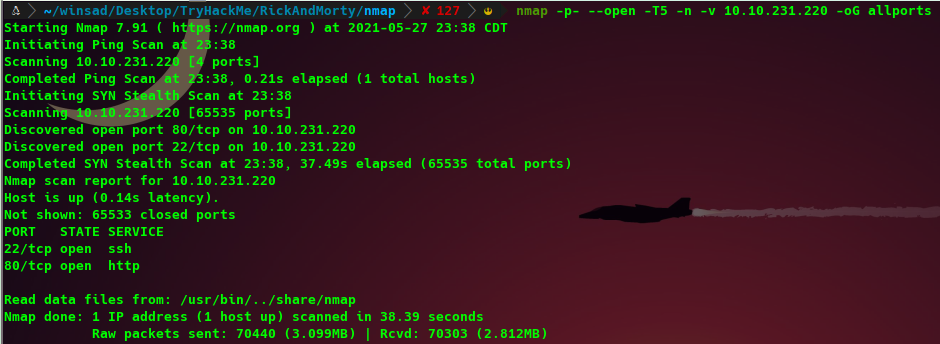 ~/winsad/Desktop/TryHackMe/RickAndMorty/nmap ✘ 127 nmap -p- --open -T5 -n -v 10.10.231.220 -oG allports
Starting Nmap 7.91 ( https://nmap.org ) at 2021-05-27 23:38 CDT
Initiating Ping Scan at 23:38
Scanning 10.10.231.220 [4 ports]
Completed Ping Scan at 23:38, 0.21s elapsed (1 total hosts)
Initiating SYN Stealth Scan at 23:38
Scanning 10.10.231.220 [65535 ports]
Discovered open port 80/tcp on 10.10.231.220
Discovered open port 22/tcp on 10.10.231.220
Completed SYN Stealth Scan at 23:38, 37.49s elapsed (65535 total ports)
Nmap scan report for 10.10.231.220
Host is up (0.14s latency).
Not shown: 65533 closed ports
PORT   STATE SERVICE
22/tcp open  ssh
80/tcp open  http
Read data files from: /usr/bin/../share/nmap
Nmap done: 1 IP address (1 host up) scanned in 38.39 seconds
Raw packets sent: 70440 (3.099MB) | Rcvd: 70303 (2.812MB)